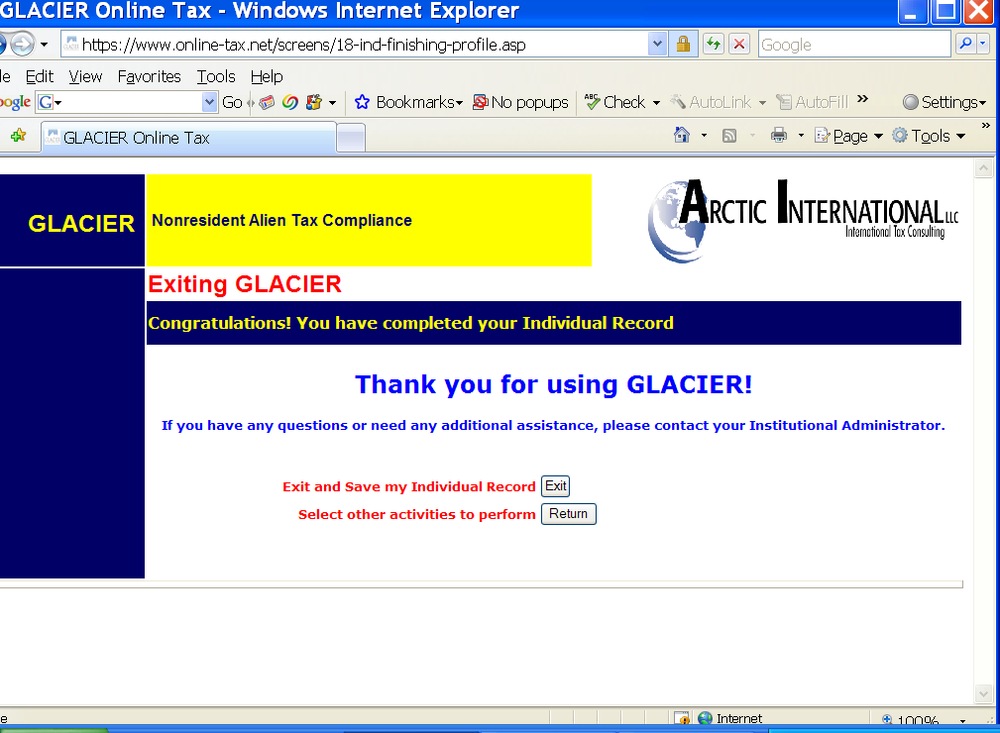 GLACIER Online Tax - Windows Internet Explorer
https://www.online-tax.net/screens/18-ind-finishing-profile.asp
Google
Edit View Favorites Tools Help
G Go Bookmarks No popups ABC Check AutoLink AutoFill » Settings
GLACIER Online Tax
Page Tools »
GLACIER
Nonresident Alien Tax Compliance
ARCTIC INTERNATIONAL LLC
International Tax Consulting
Exiting GLACIER
Congratulations! You have completed your Individual Record
Thank you for using GLACIER!
If you have any questions or need any additional assistance, please contact your Institutional Administrator.
Exit and Save my Individual Record Exit
Select other activities to perform Return
Internet 100%